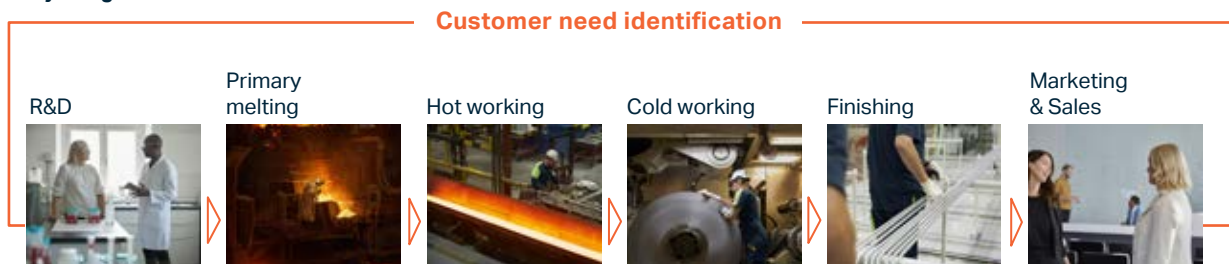 Customer need identification
R&D
Primary
melting
Hot working
Cold working
Finishing
Marketing
& Sales